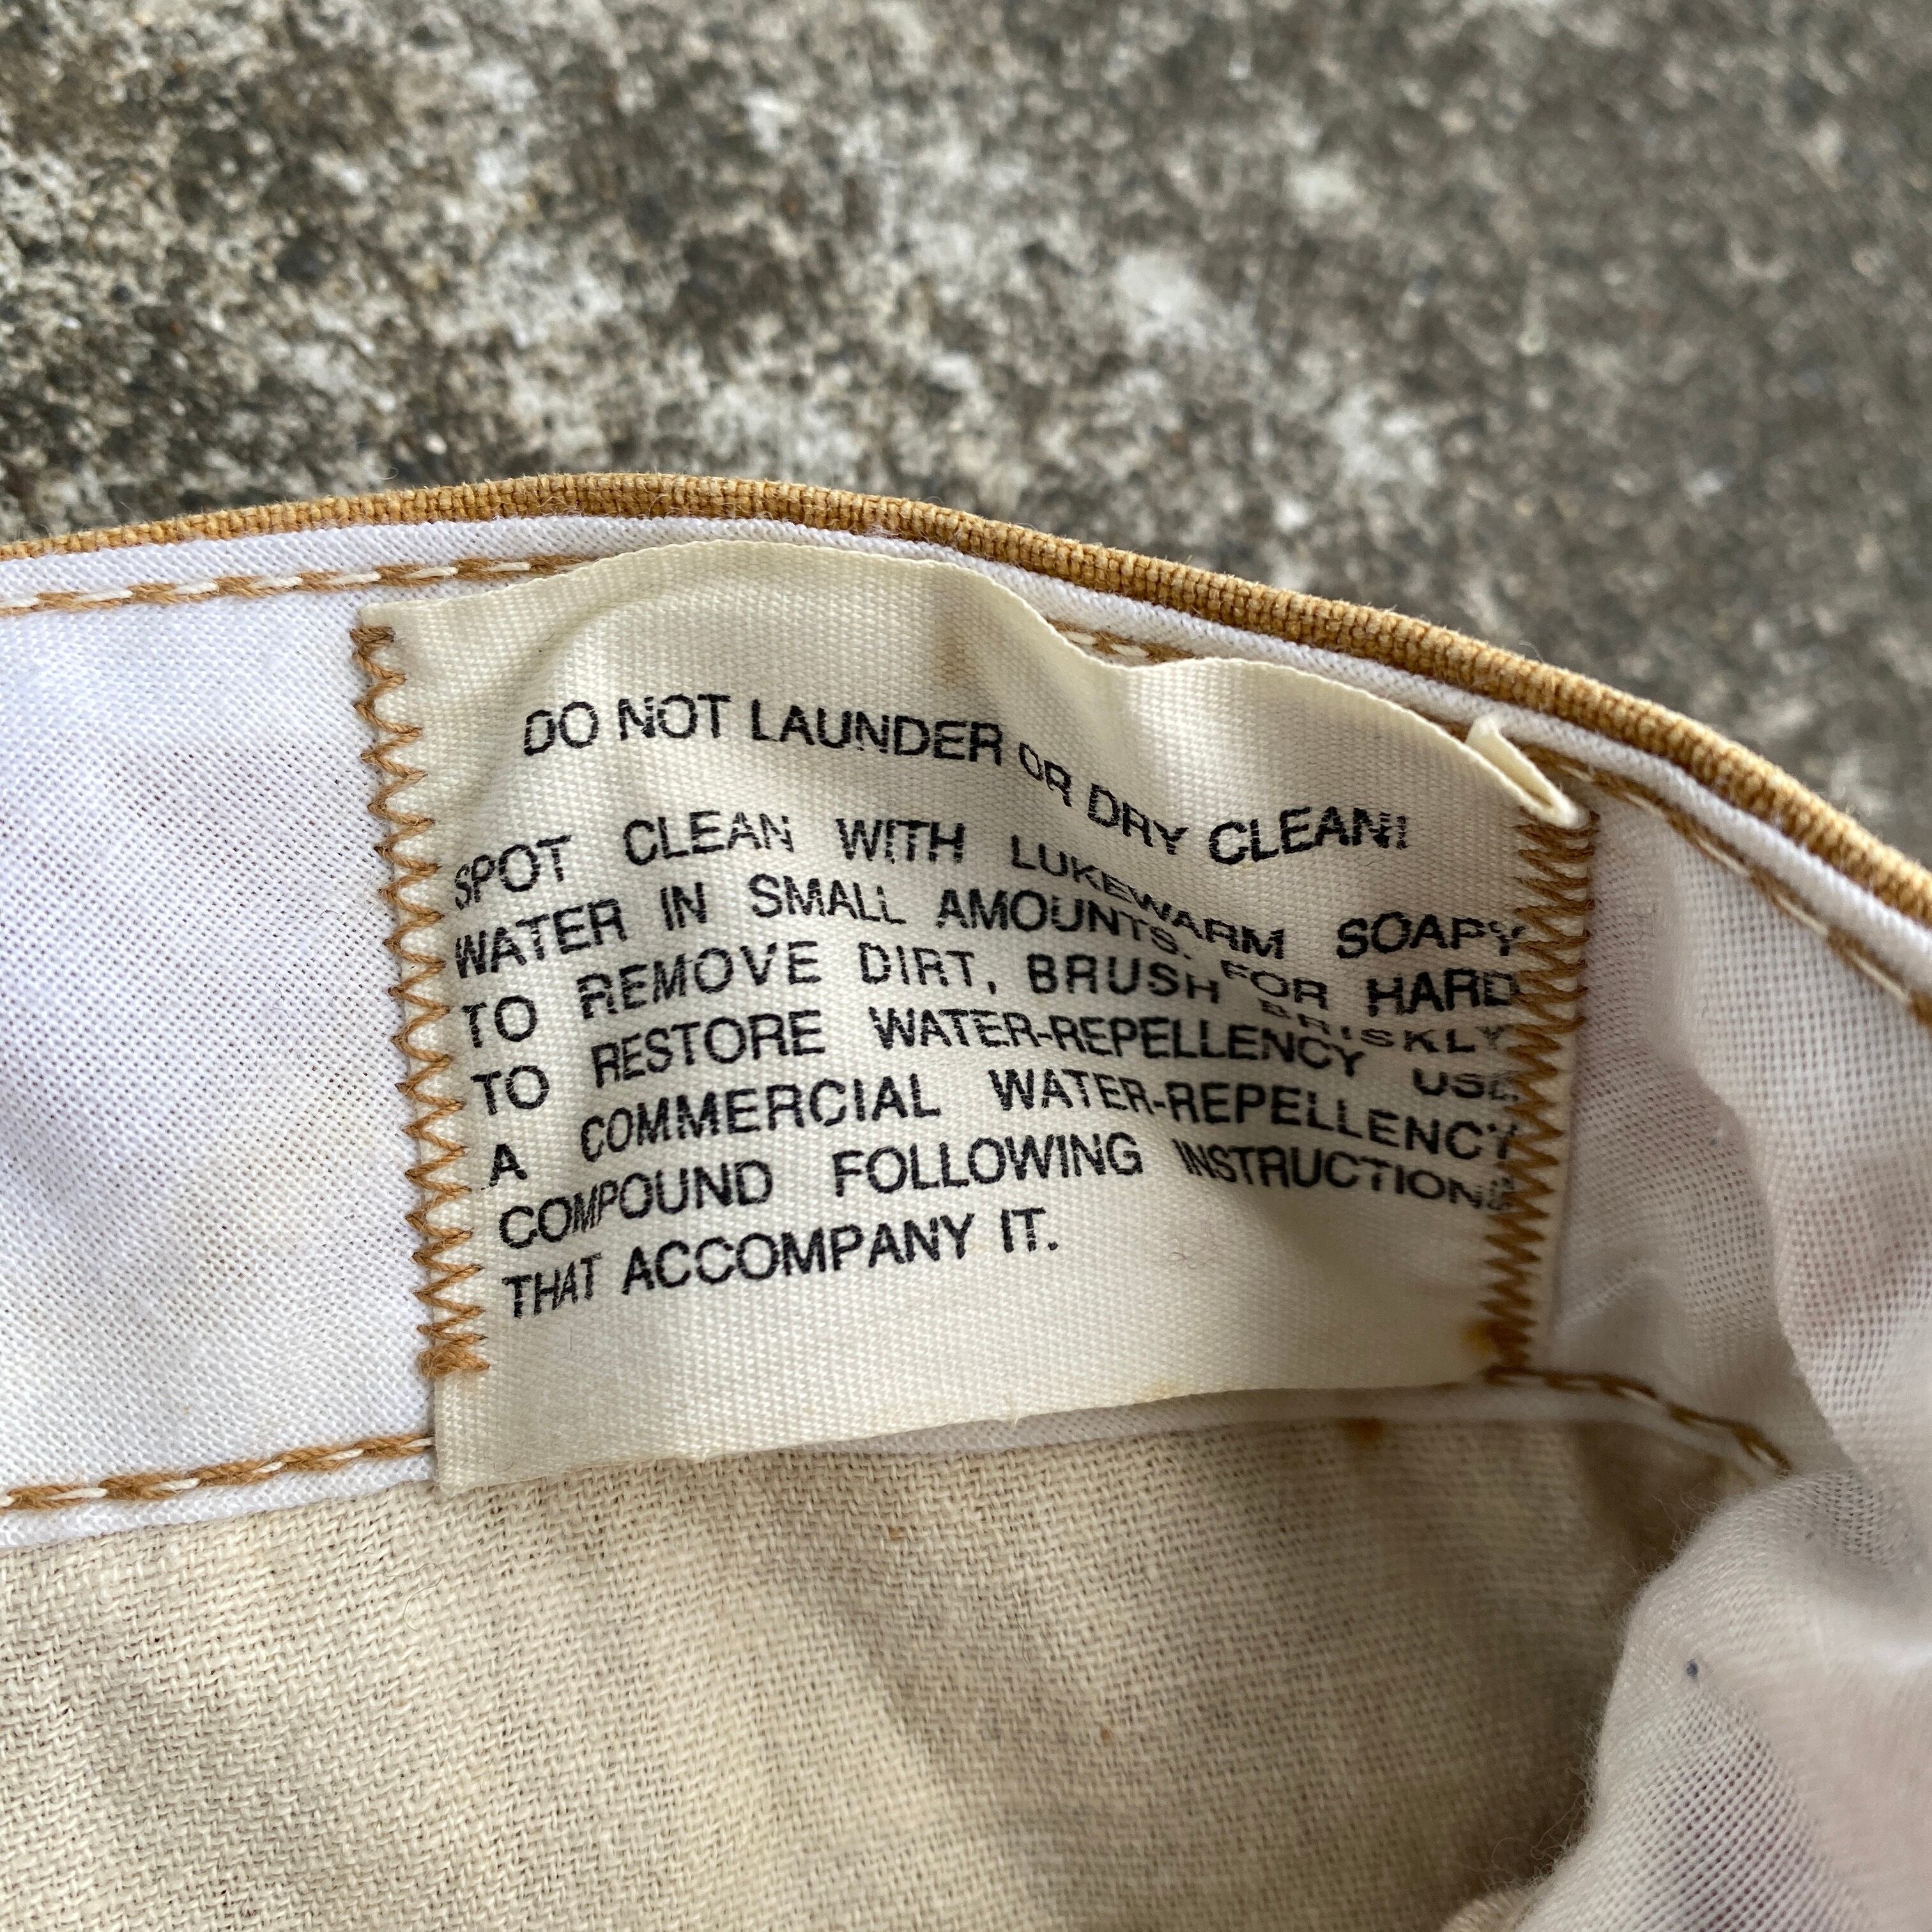 DO NOT LAUNDER OR DRY CLEAN!
SPOT CLEAN WITH LUKEWARM SOAPY
WATER IN SMALL AMOUNTS. FOR HARD
TO REMOVE DIRT, BRUSH BRISKLY
TO RESTORE WATER-REPELLENCY USE
A COMMERCIAL WATER-REPELLENCY
COMPOUND FOLLOWING INSTRUCTIONS
THAT ACCOMPANY IT.